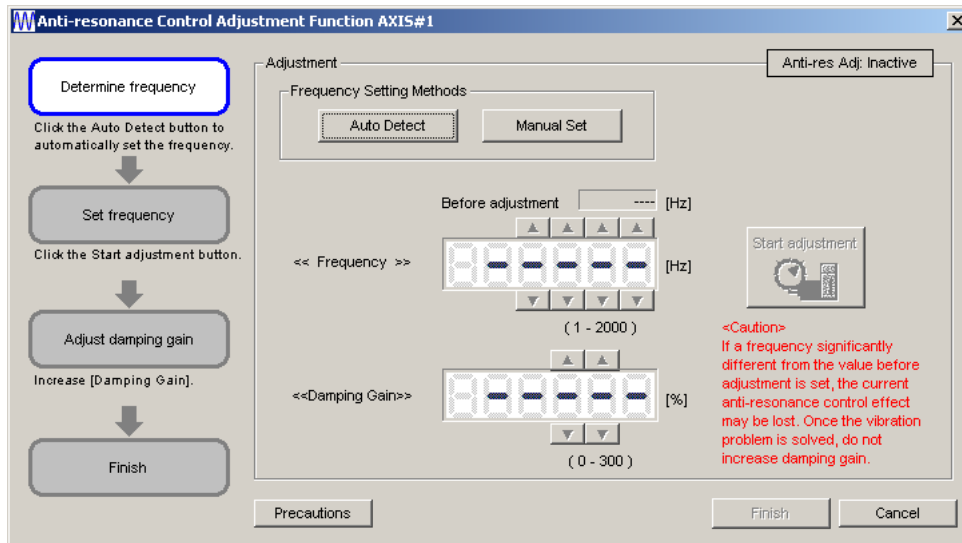 Anti-resonance Control Adjustment Function AXIS#1
Determine frequency
Click the Auto Detect button to
automatically set the frequency.
Set frequency
Click the Start adjustment button.
Adjust damping gain
Increase [Damping Gain].
Finish
Adjustment
Anti-res Adj: Inactive
Frequency Setting Methods
Auto Detect
Manual Set
Before adjustment ---- [Hz]
<< Frequency >> ----- [Hz]
( 1 - 2000 )
<<Damping Gain>> ----- [%]
( 0 - 300 )
Start adjustment
<Caution>
If a frequency significantly
different from the value before
adjustment is set, the current
anti-resonance control effect
may be lost. Once the vibration
problem is solved, do not
increase damping gain.
Precautions
Finish
Cancel